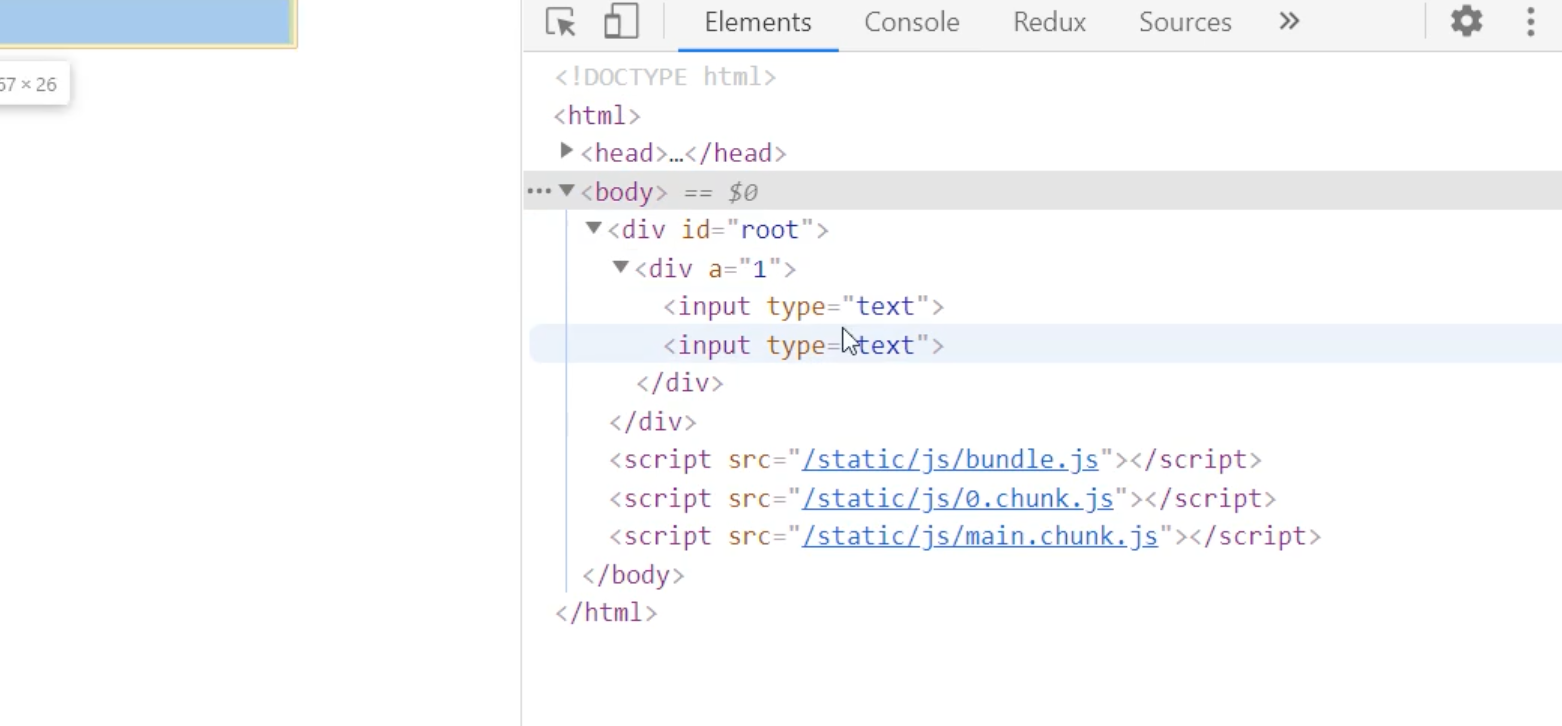 Elements Console Redux Sources »
67 × 26
<!DOCTYPE html>
<html>
<head>…</head>
<body> == $0
<div id="root">
<div a="1">
<input type="text">
<input type="text">
</div>
</div>
<script src="/static/js/bundle.js"></script>
<script src="/static/js/0.chunk.js"></script>
<script src="/static/js/main.chunk.js"></script>
</body>
</html>